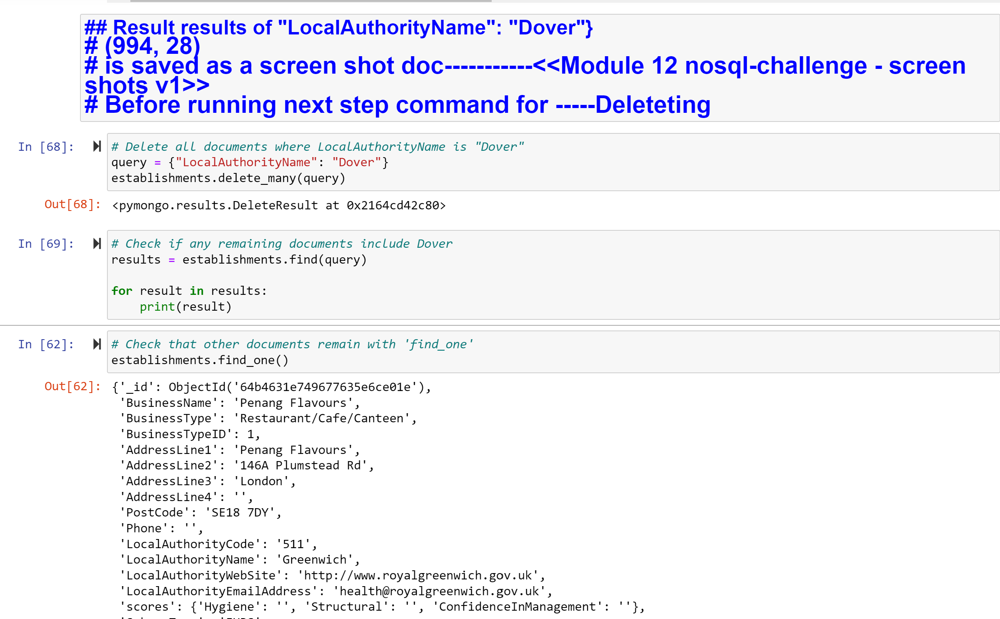 ## Result results of "LocalAuthorityName": "Dover"}
# (994, 28)
# is saved as a screen shot doc-----------<<Module 12 nosql-challenge - screen
shots v1>>
# Before running next step command for -----Deleteting
In [68]:
# Delete all documents where LocalAuthorityName is "Dover"
query = {"LocalAuthorityName": "Dover"}
establishments.delete_many(query)
Out[68]: <pymongo.results.DeleteResult at 0x2164cd42c80>
In [69]:
# Check if any remaining documents include Dover
results = establishments.find(query)
for result in results:
    print(result)
In [62]:
# Check that other documents remain with 'find_one'
establishments.find_one()
Out[62]: {'_id': ObjectId('64b4631e749677635e6ce01e'),
 'BusinessName': 'Penang Flavours',
 'BusinessType': 'Restaurant/Cafe/Canteen',
 'BusinessTypeID': 1,
 'AddressLine1': 'Penang Flavours',
 'AddressLine2': '146A Plumstead Rd',
 'AddressLine3': 'London',
 'AddressLine4': '',
 'PostCode': 'SE18 7DY',
 'Phone': '',
 'LocalAuthorityCode': '511',
 'LocalAuthorityName': 'Greenwich',
 'LocalAuthorityWebSite': 'http://www.royalgreenwich.gov.uk',
 'LocalAuthorityEmailAddress': 'health@royalgreenwich.gov.uk',
 'scores': {'Hygiene': '', 'Structural': '', 'ConfidenceInManagement': ''},